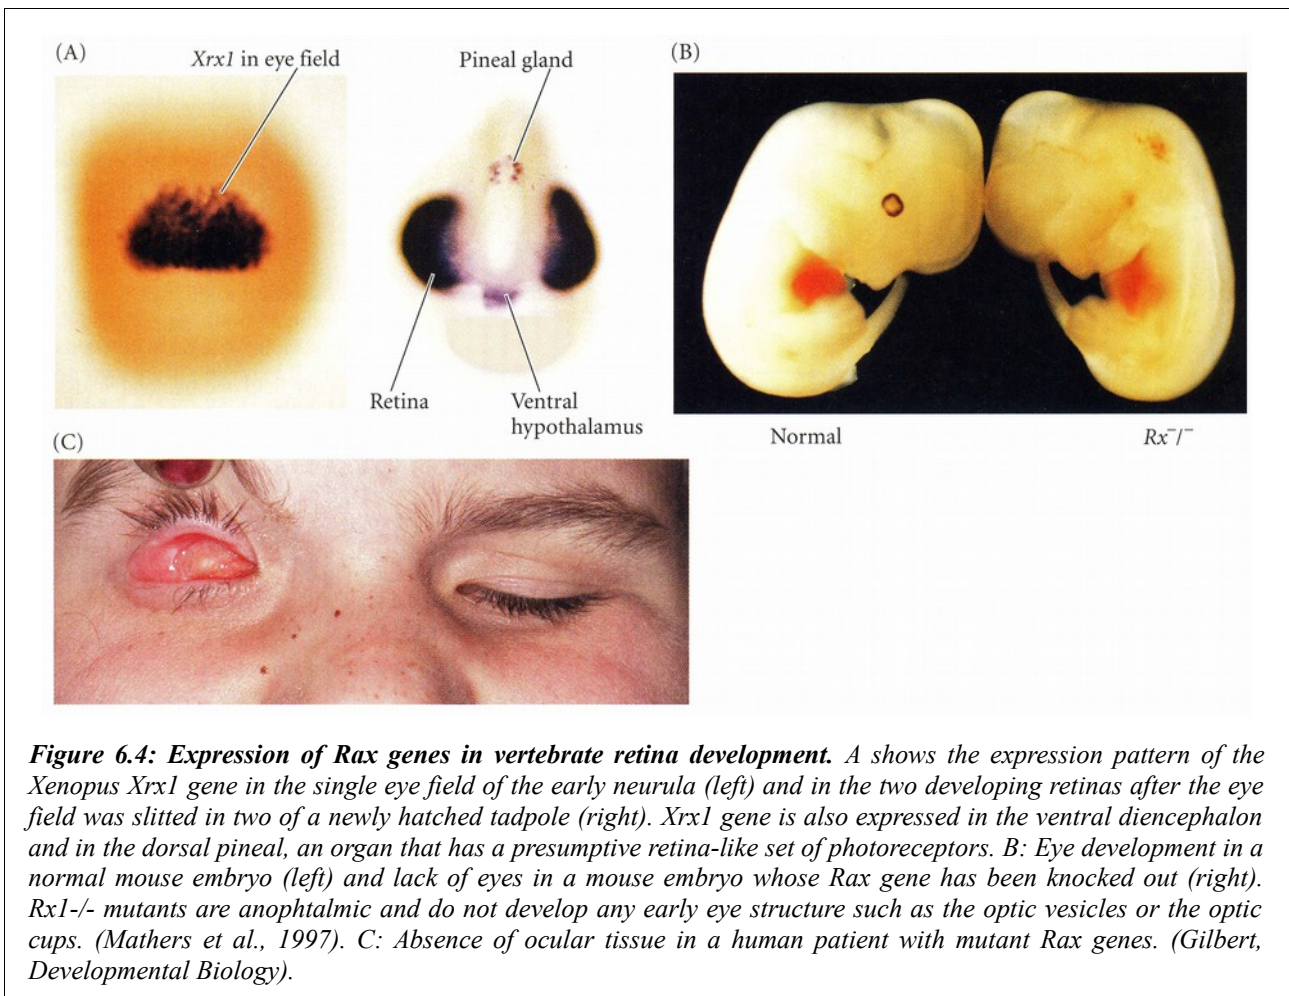 (A)
Xrx1 in eye field
Pineal gland
(B)
Retina
Ventral
hypothalamus
Normal
Rx⁻/⁻
(C)
Figure 6.4: Expression of Rax genes in vertebrate retina development. A shows the expression pattern of the
Xenopus Xrx1 gene in the single eye field of the early neurula (left) and in the two developing retinas after the eye
field was slitted in two of a newly hatched tadpole (right). Xrx1 gene is also expressed in the ventral diencephalon
and in the dorsal pineal, an organ that has a presumptive retina-like set of photoreceptors. B: Eye development in a
normal mouse embryo (left) and lack of eyes in a mouse embryo whose Rax gene has been knocked out (right).
Rx1-/- mutants are anophtalmic and do not develop any early eye structure such as the optic vesicles or the optic
cups. (Mathers et al., 1997). C: Absence of ocular tissue in a human patient with mutant Rax genes. (Gilbert,
Developmental Biology).